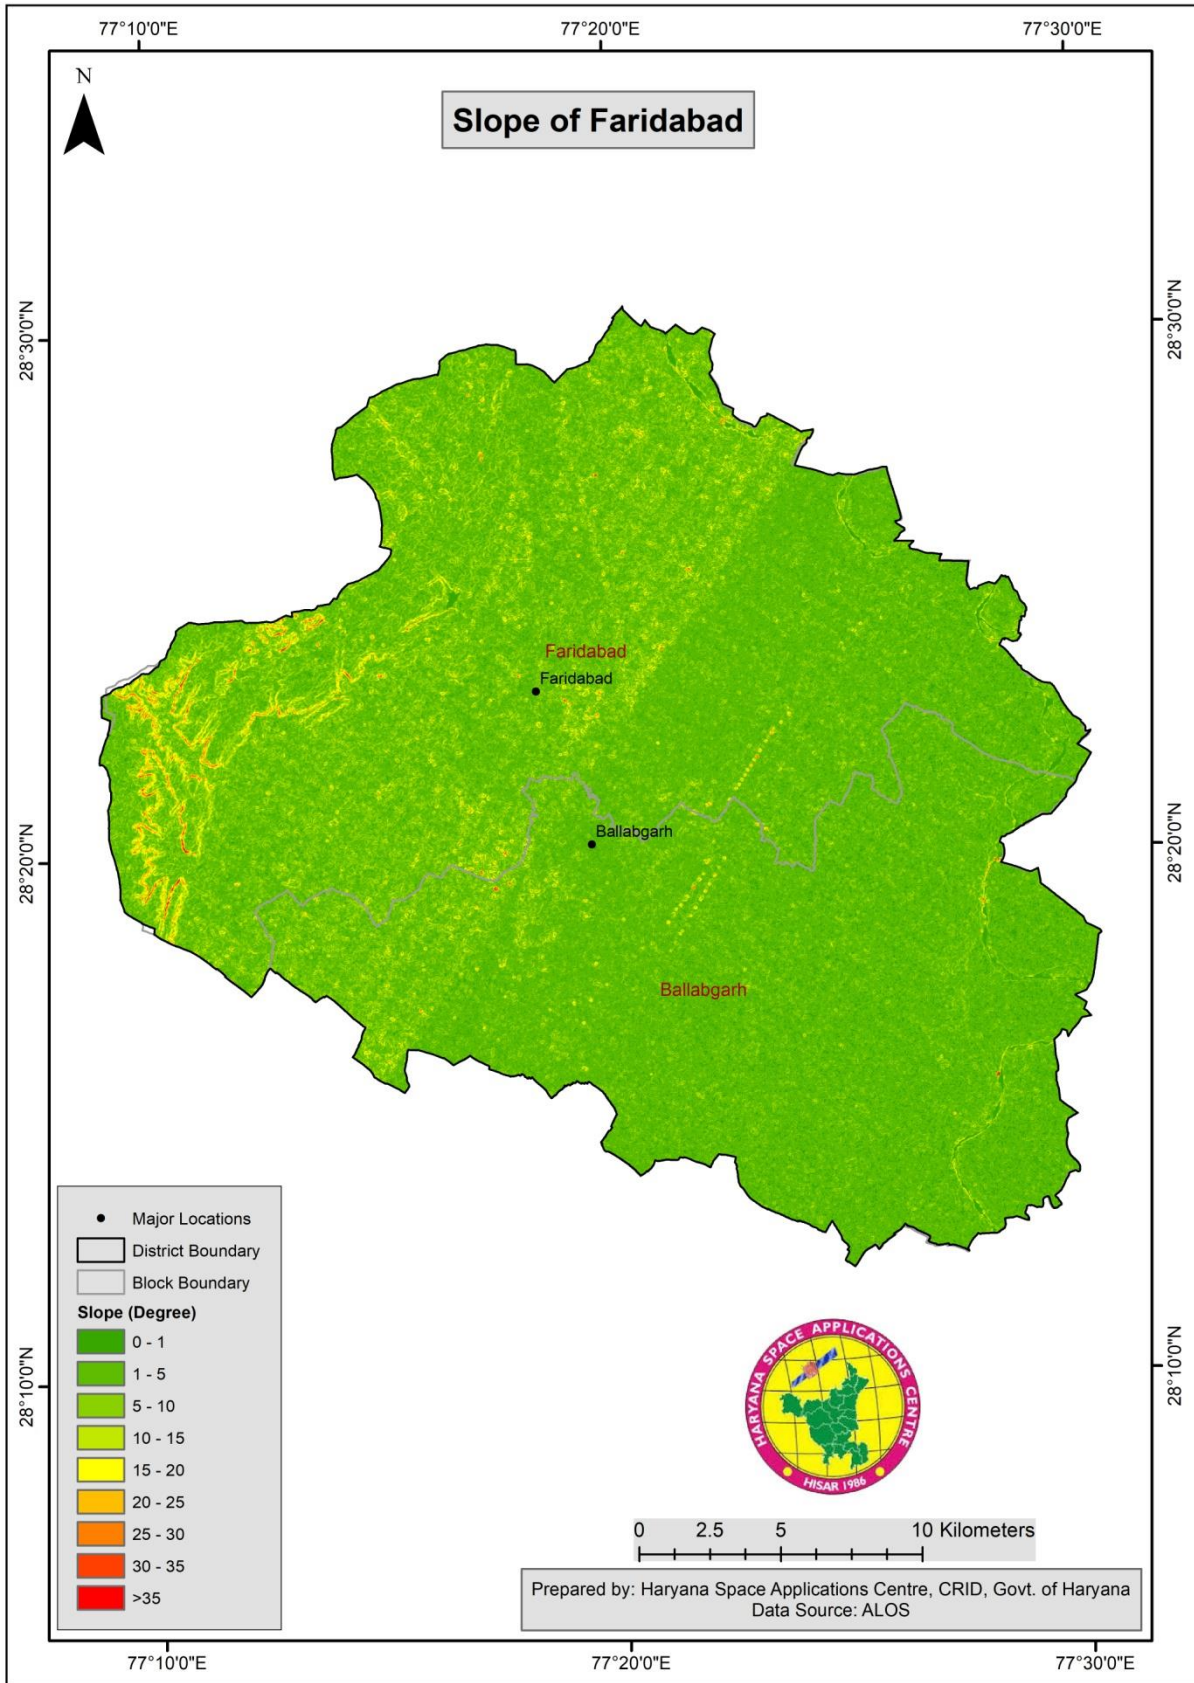 77°10'0"E
77°20'0"E
77°30'0"E
N
Slope of Faridabad
28°30'0"N
28°30'0"N
Faridabad
Faridabad
Ballabgarh
28°20'0"N
28°20'0"N
Ballabgarh
Major Locations
District Boundary
Block Boundary
Slope (Degree)
0 - 1
1 - 5
5 - 10
10 - 15
15 - 20
20 - 25
25 - 30
30 - 35
>35
28°10'0"N
28°10'0"N
HARYANA SPACE APPLICATIONS CENTRE
HISAR 1986
0 2.5 5 10 Kilometers
Prepared by: Haryana Space Applications Centre, CRID, Govt. of Haryana
Data Source: ALOS
77°10'0"E
77°20'0"E
77°30'0"E